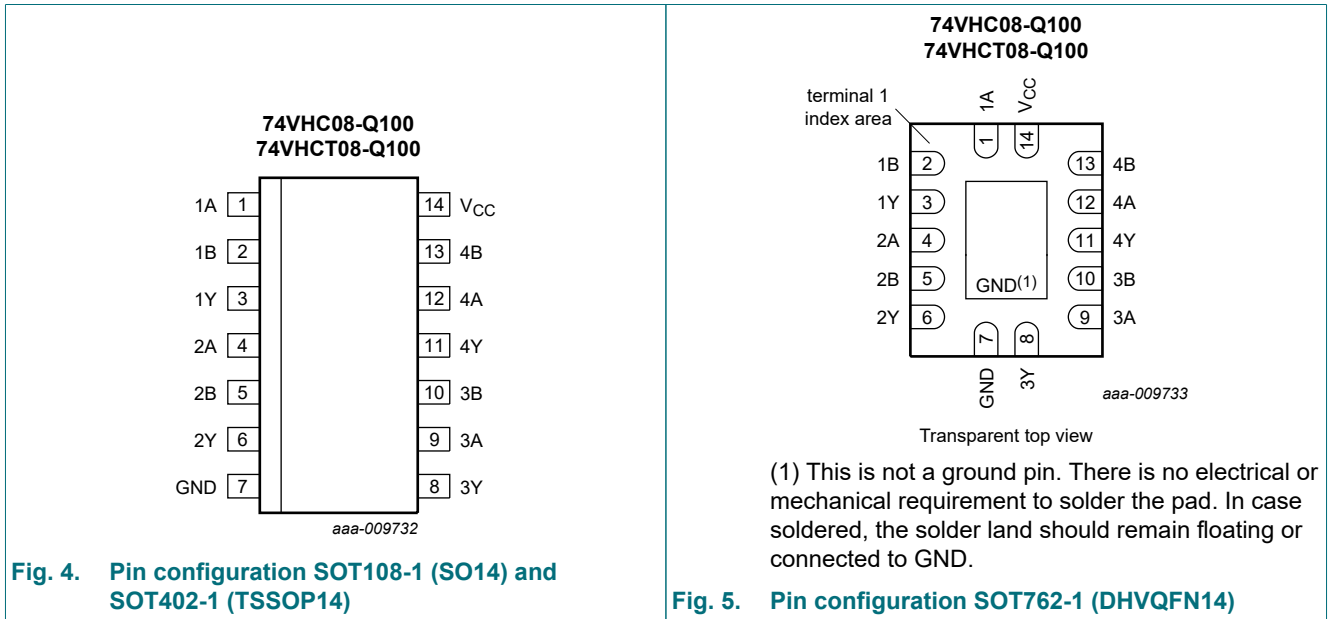 74VHC08-Q100
74VHCT08-Q100
1A 1
14 VCC
1B 2
13 4B
1Y 3
12 4A
2A 4
11 4Y
2B 5
10 3B
2Y 6
9 3A
GND 7
8 3Y
aaa-009732
Fig. 4. Pin configuration SOT108-1 (SO14) and
SOT402-1 (TSSOP14)
74VHC08-Q100
74VHCT08-Q100
terminal 1
index area
1A
VCC
1
14
1B 2
13 4B
1Y 3
12 4A
2A 4
11 4Y
2B 5
10 3B
GND(1)
2Y 6
9 3A
7
8
GND
3Y
aaa-009733
Transparent top view
(1) This is not a ground pin. There is no electrical or
mechanical requirement to solder the pad. In case
soldered, the solder land should remain floating or
connected to GND.
Fig. 5. Pin configuration SOT762-1 (DHVQFN14)